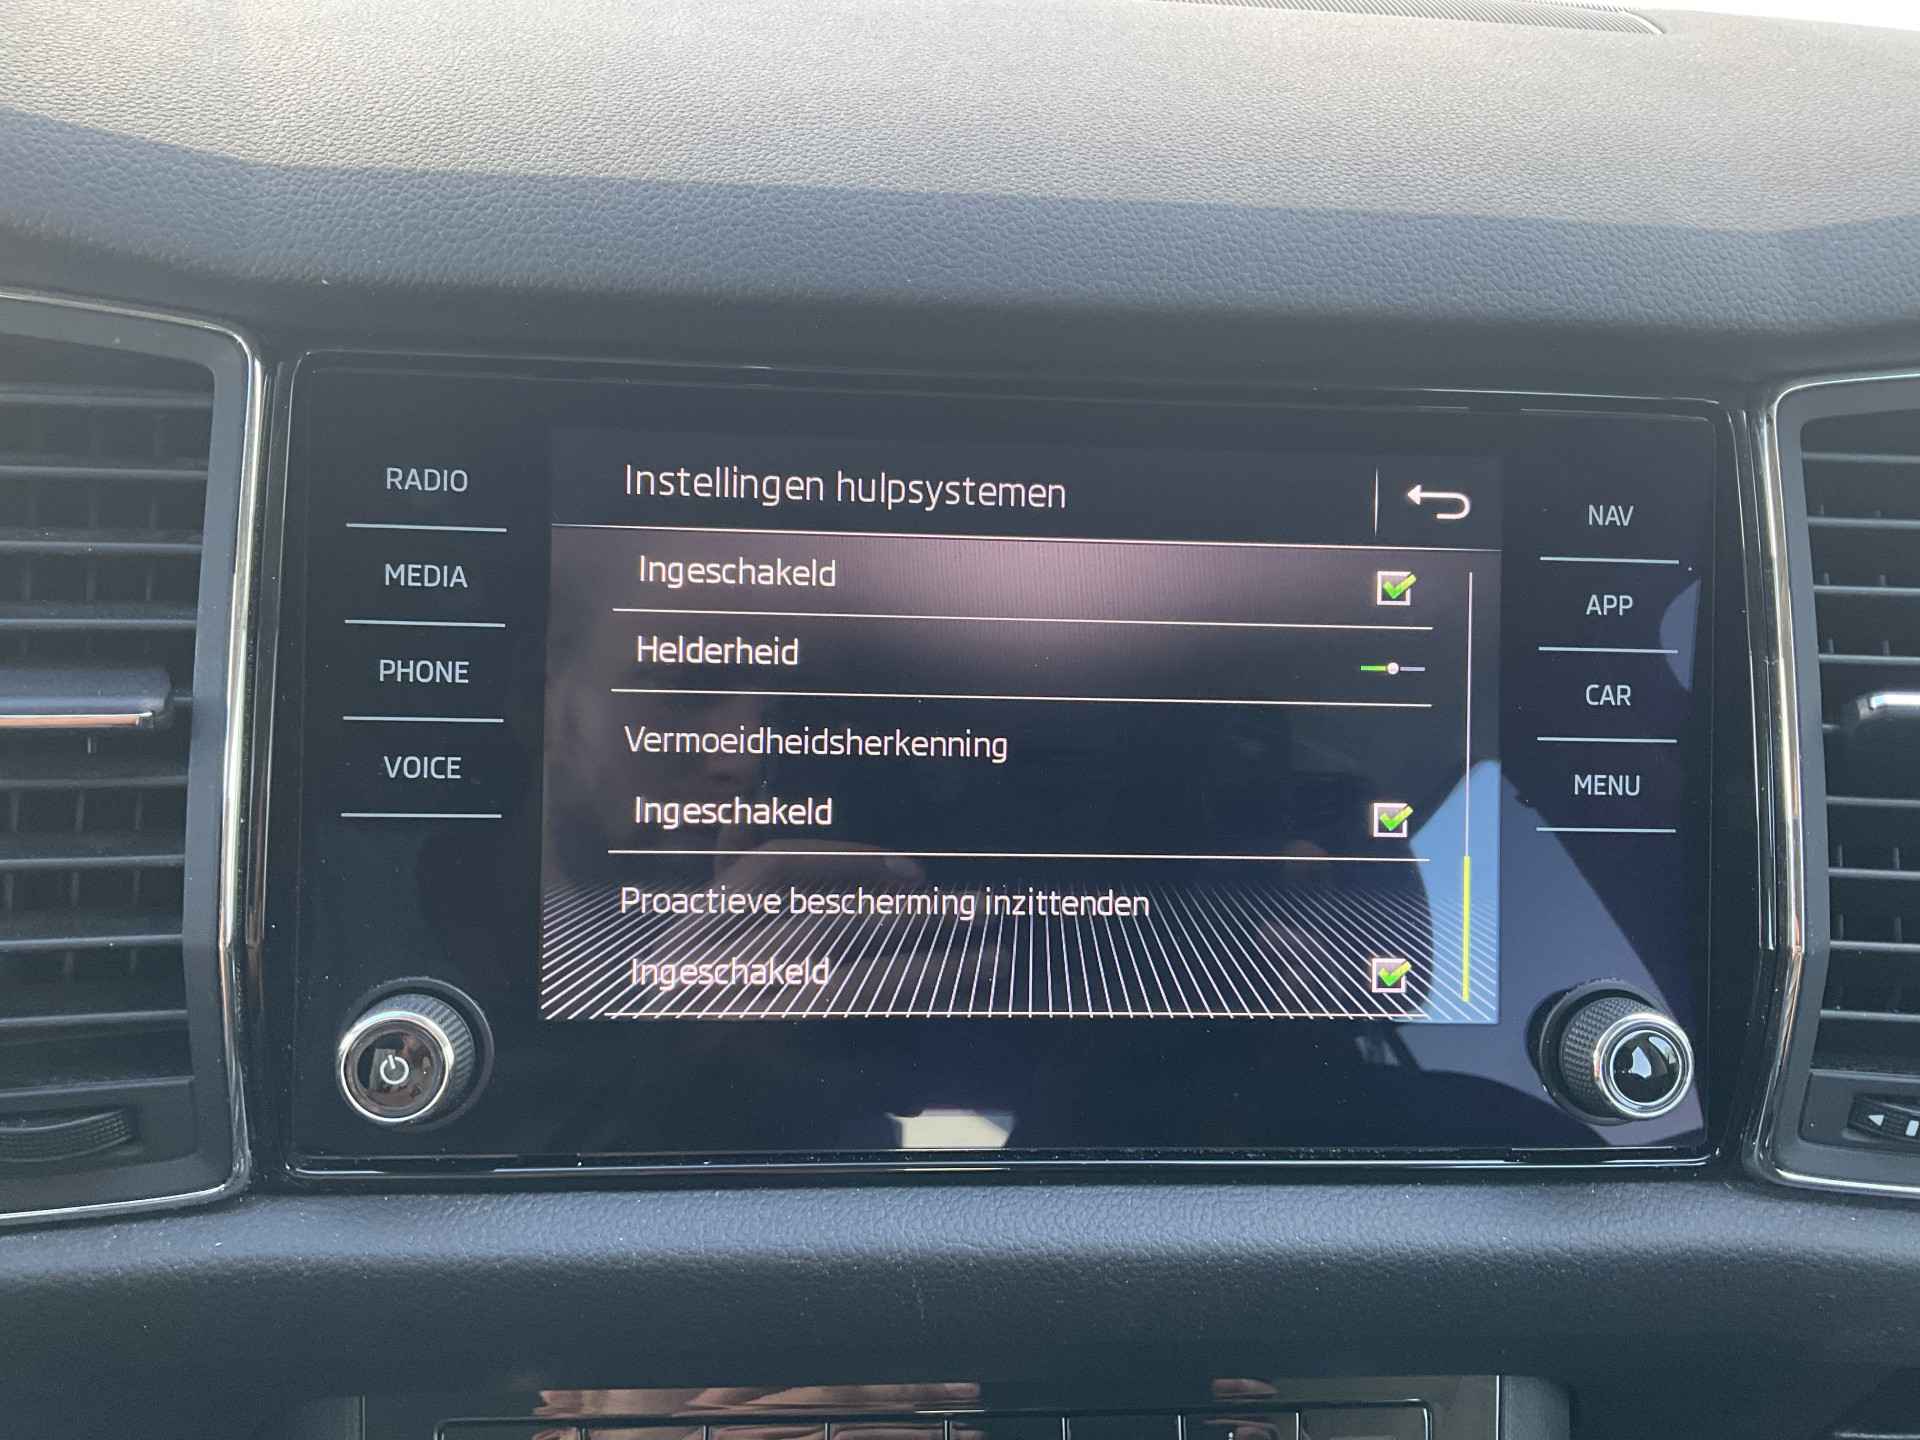 Instellingen hulpsystemen
RADIO
MEDIA
PHONE
VOICE
Ingeschakeld
Helderheid
Vermoeidheidsherkenning
Ingeschakeld
Proactieve bescherming inzittenden
Ingeschakeld
NAV
APP
CAR
MENU